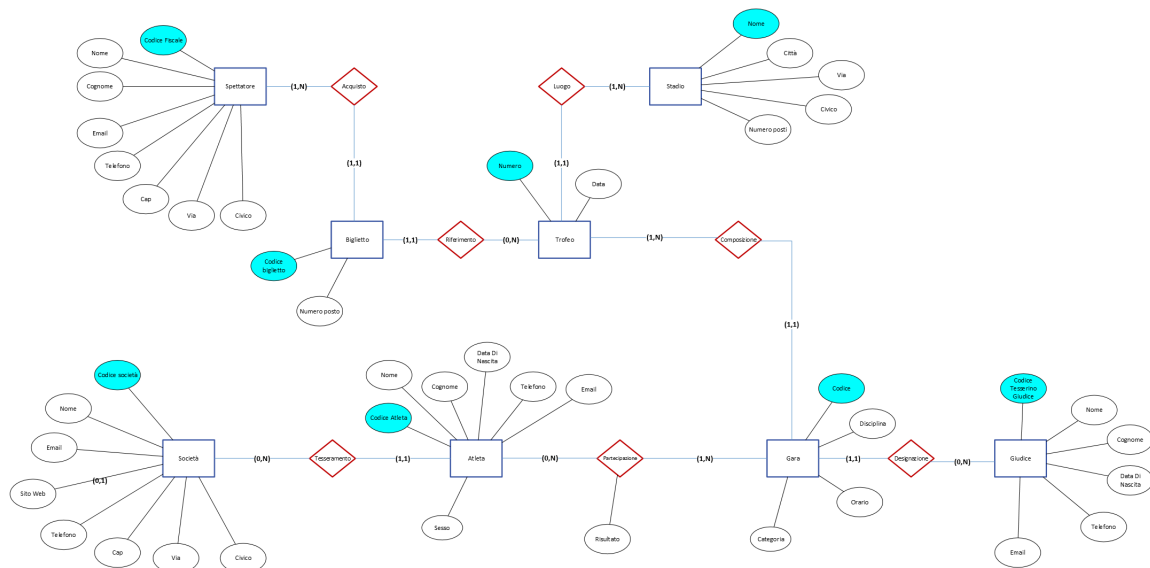 Codice Fiscale
Nome
Cognome
Email
Telefono
Cap
Via
Civico
Spettatore
(1,N)
Acquisto
(1,1)
Luogo
(1,N)
Stadio
Nome
Città
Via
Civico
Numero posti
(1,1)
Numero
Data
Biglietto
Codice
biglietto
Numero posto
(1,1)
Riferimento
(0,N)
Trofeo
(1,N)
Composizione
(1,1)
Codice società
Nome
Email
Sito Web
(0,1)
Telefono
Cap
Via
Civico
Società
(0,N)
Tesseramento
(1,1)
Nome
Cognome
Data Di
Nascita
Telefono
Email
Codice Atleta
Atleta
Sesso
(0,N)
Partecipazione
Risultato
(1,N)
Codice
Disciplina
Gara
Orario
Categoria
(1,1)
Designazione
(0,N)
Codice
Tesserino
Giudice
Nome
Cognome
Data Di
Nascita
Telefono
Email
Giudice